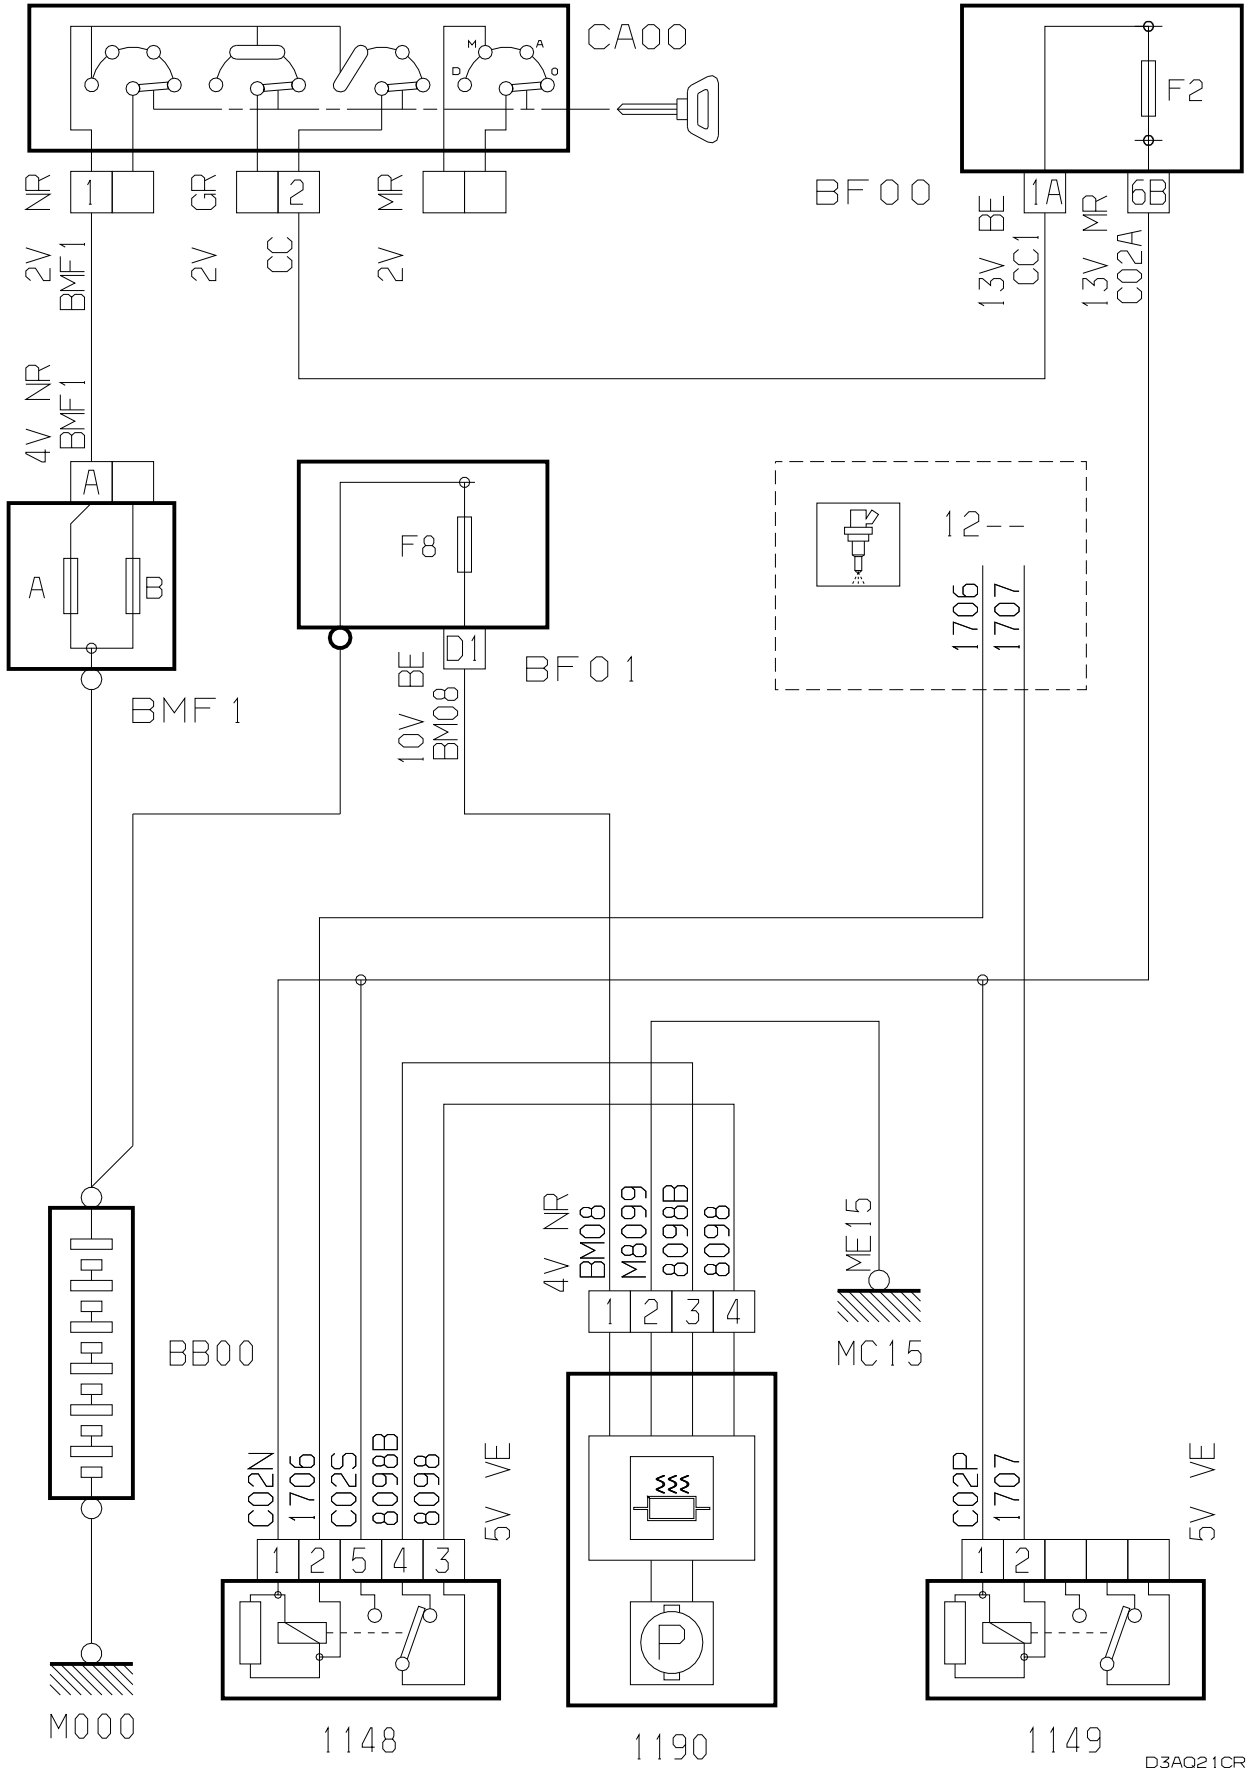 CA00
M
A
D
O
F2
1
2
NR
GR
MR
BF00
1A
6B
2V
BMF1
2V
CC
2V
13V BE
CC1
13V MR
C02A
4V NR
BMF1
A
A
B
F8
12--
1706
1707
BMF1
D1
BF01
10V BE
BM08
4V NR
BM08
M8099
8098B
8098
ME15
1
2
3
4
MC15
BB00
C02N
1706
C02S
8098B
8098
5V VE
C02P
1707
5V VE
1
2
5
4
3
1
2
P
M000
1148
1190
1149
D3AQ21CR